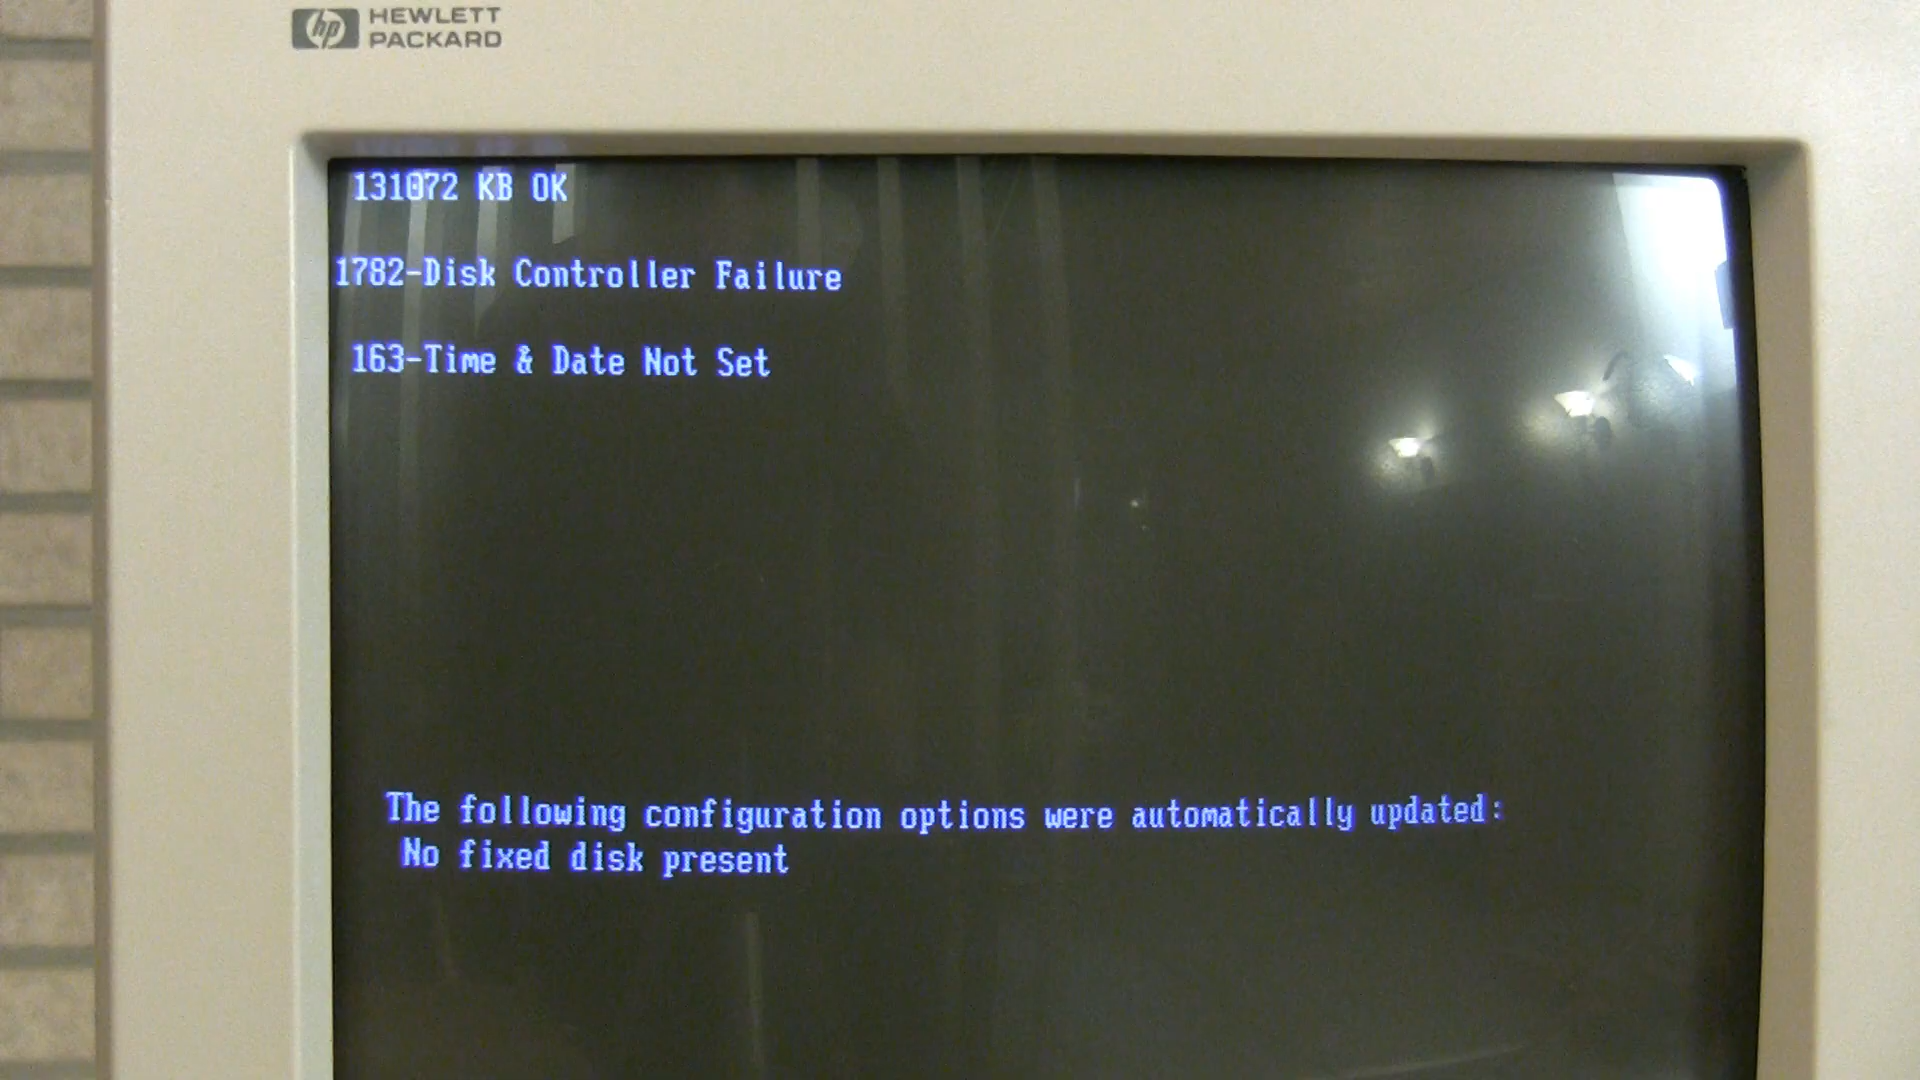 hp HEWLETT
PACKARD
131072 KB OK
1782-Disk Controller Failure
163-Time & Date Not Set
The following configuration options were automatically updated:
No fixed disk present